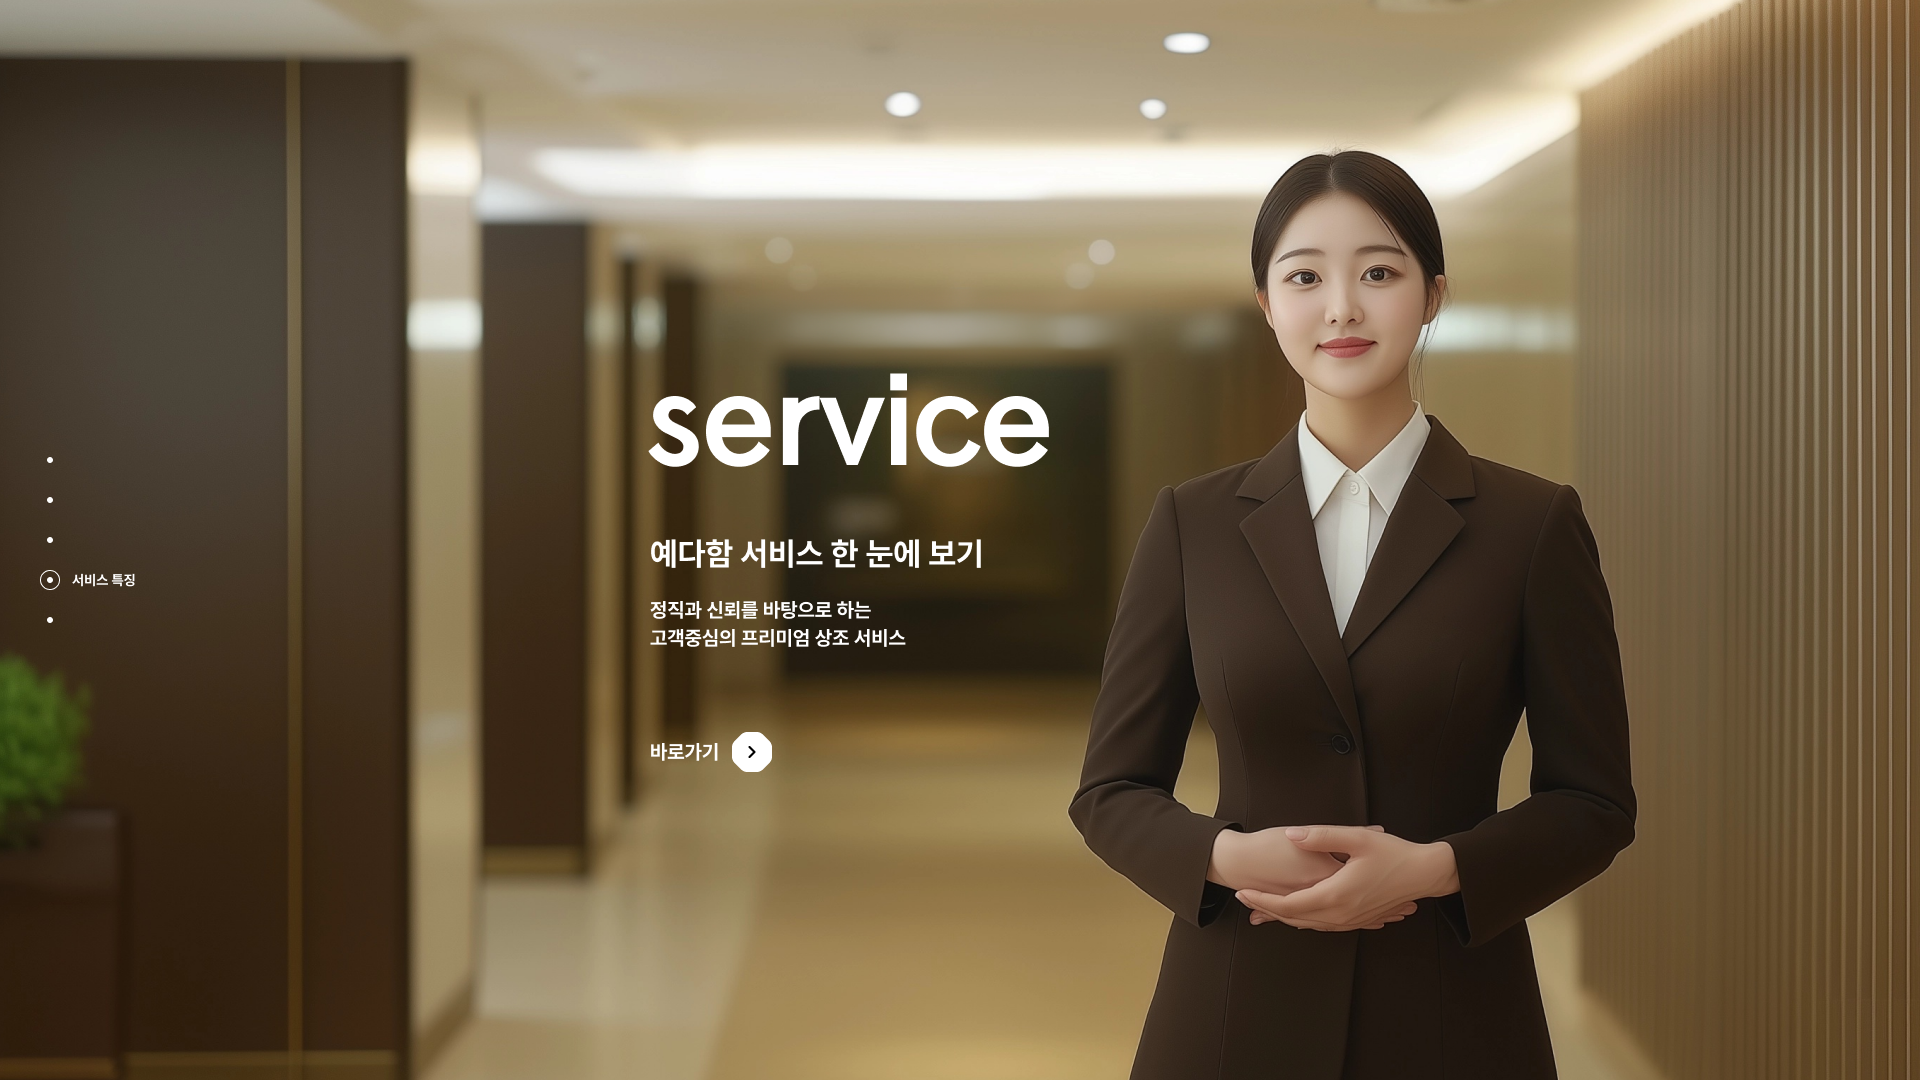 service
예다함 서비스 한 눈에 보기
서비스 특징
정직과 신뢰를 바탕으로 하는
고객중심의 프리미엄 상조 서비스
바로가기